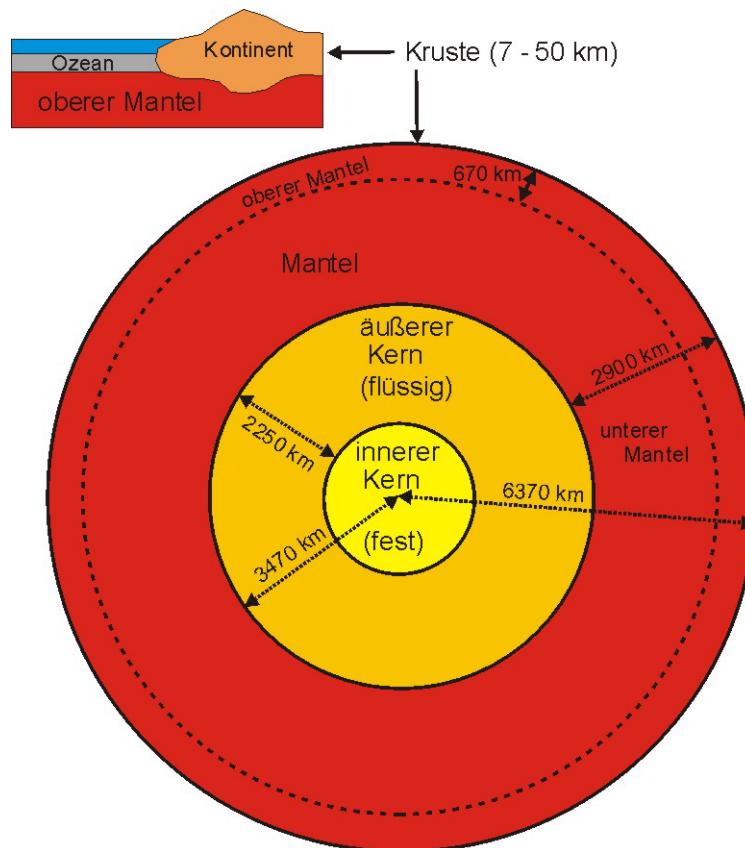 Kontinent
Kruste (7 - 50 km)
Ozean
oberer Mantel
oberer Mantel
670 km
Mantel
äußerer
Kern
(flüssig)
2900 km
2250 km
unterer
Mantel
innerer
Kern
6370 km
3470 km
(fest)